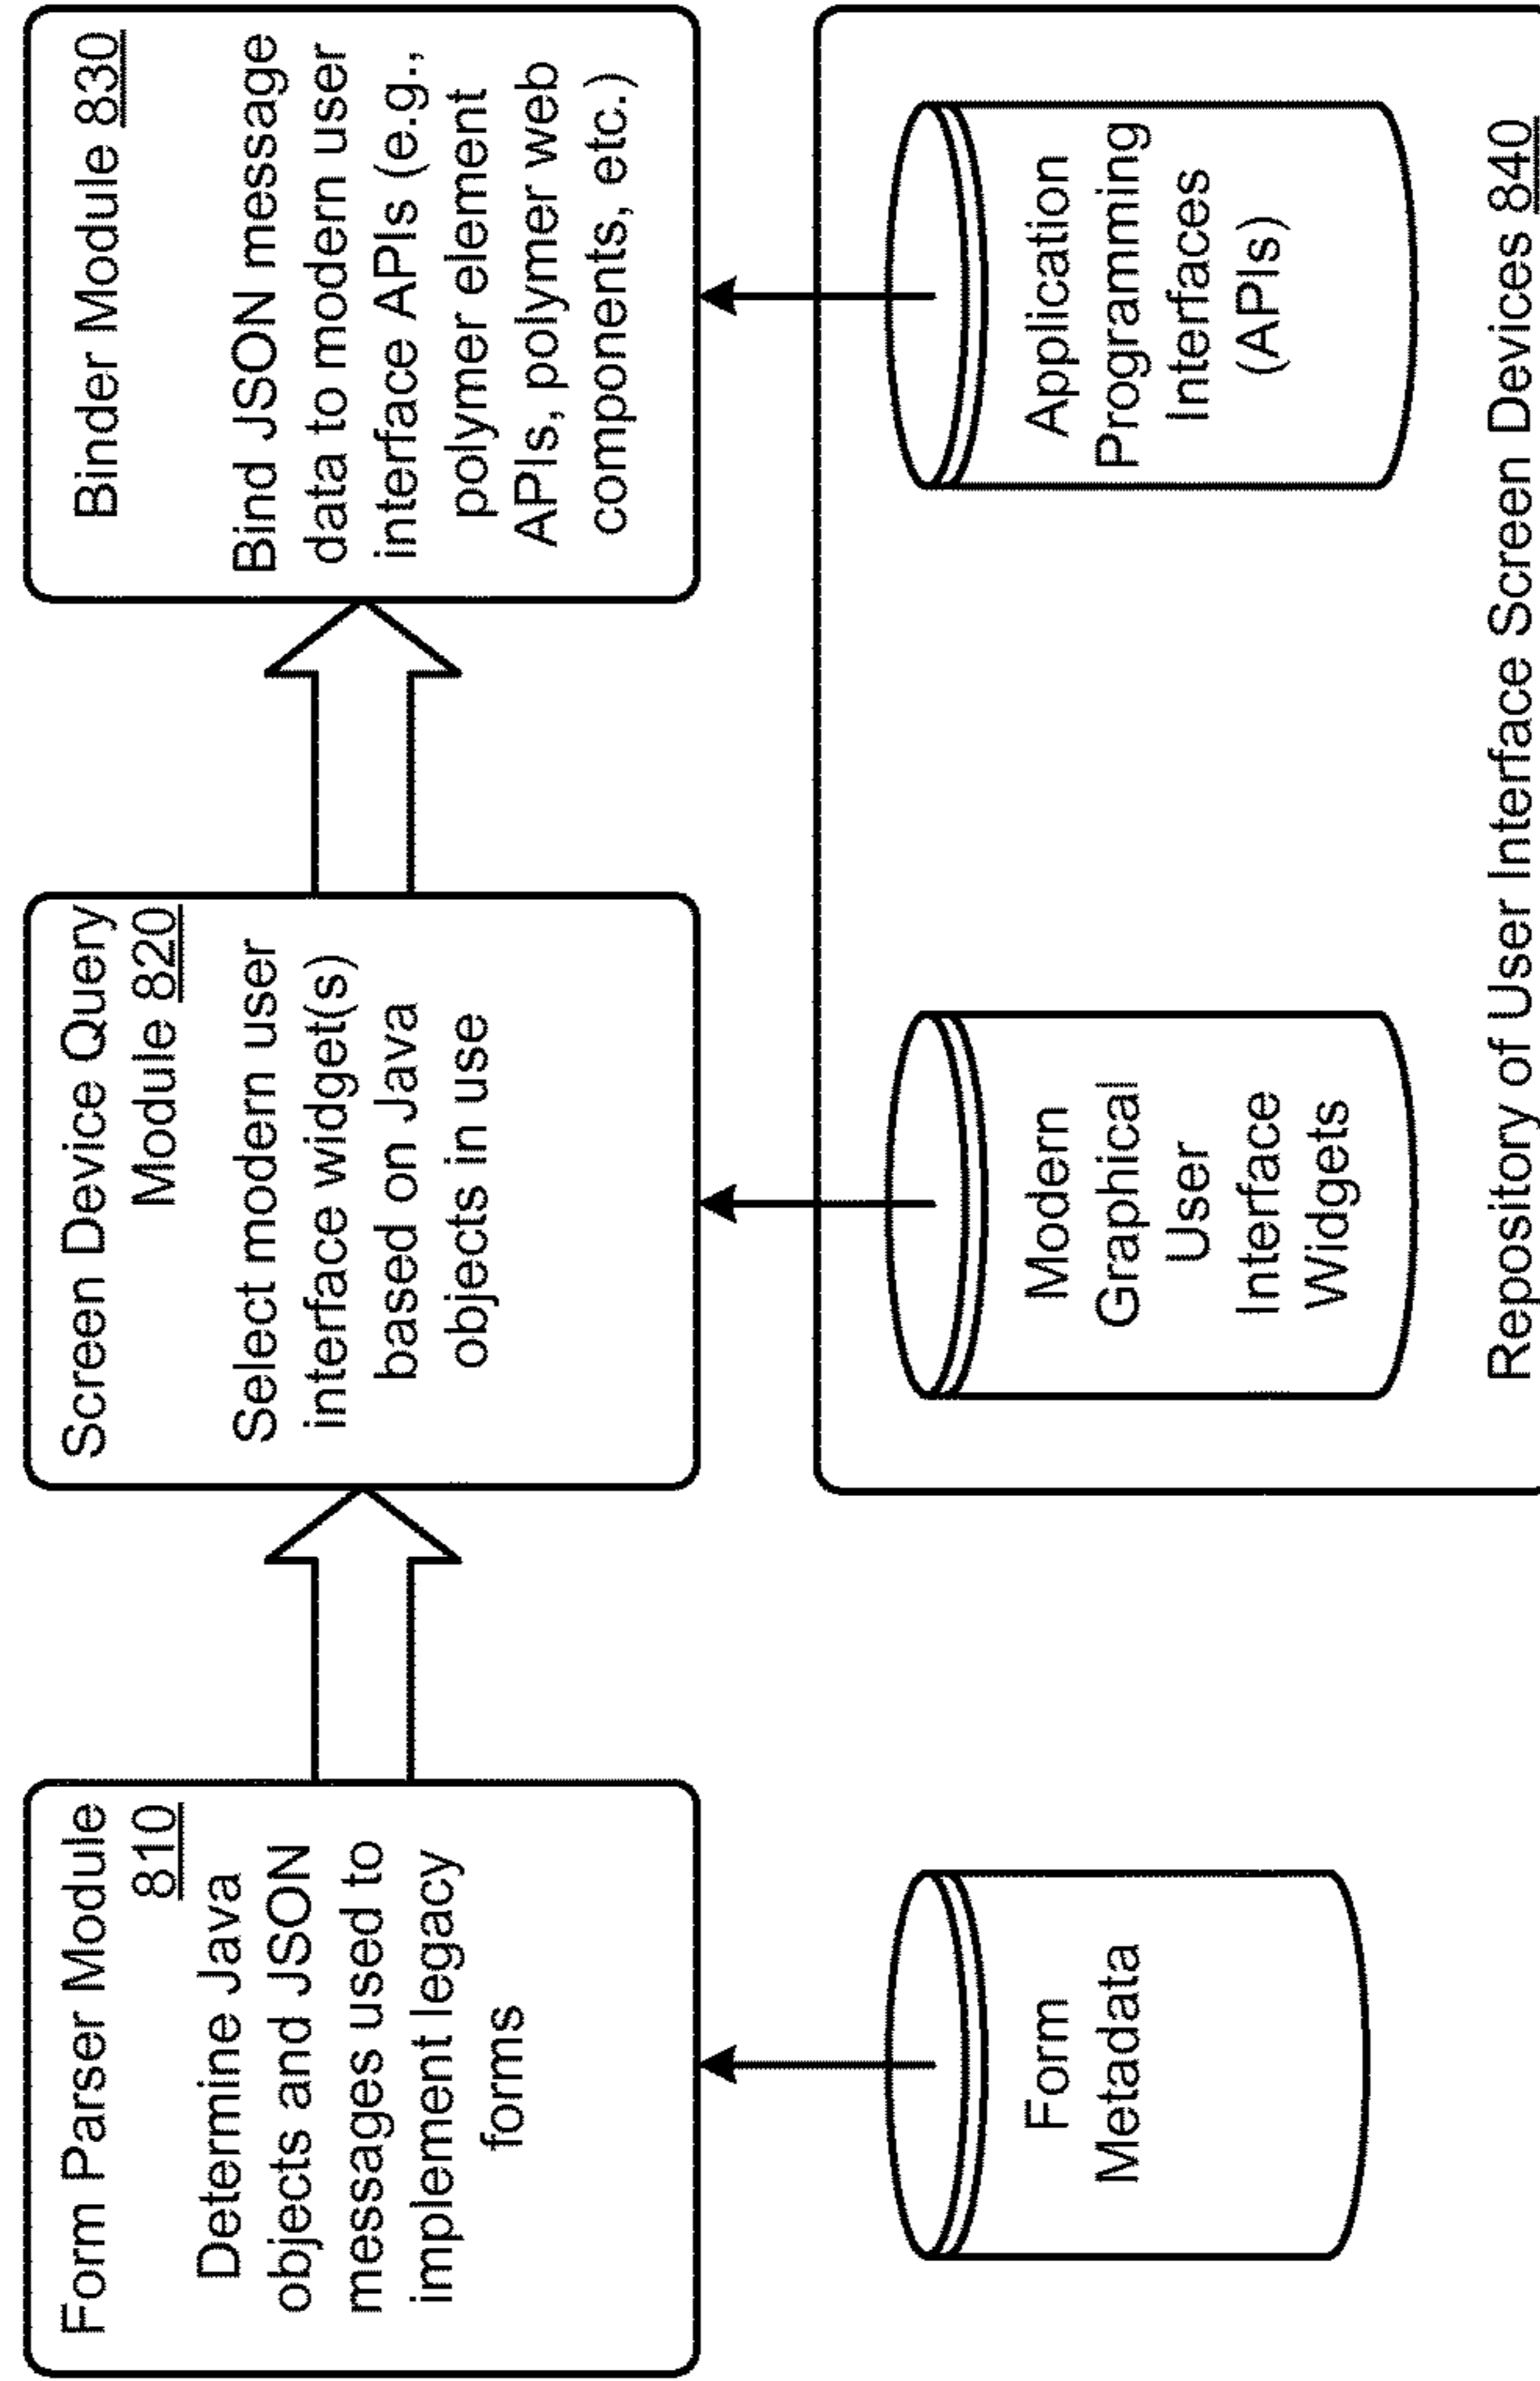 Form Parser Module
810
Determine Java
objects and JSON
messages used to
implement legacy
forms
Screen Device Query
Module 820
Select modern user
interface widget(s)
based on Java
objects in use
Binder Module 830
Bind JSON message
data to modern user
interface APIs (e.g.,
polymer element
APIs, polymer web
components, etc.)
Form
Metadata
Modern
Graphical
User
Interface
Widgets
Application
Programming
Interfaces
(APIs)
Repository of User Interface Screen Devices 840